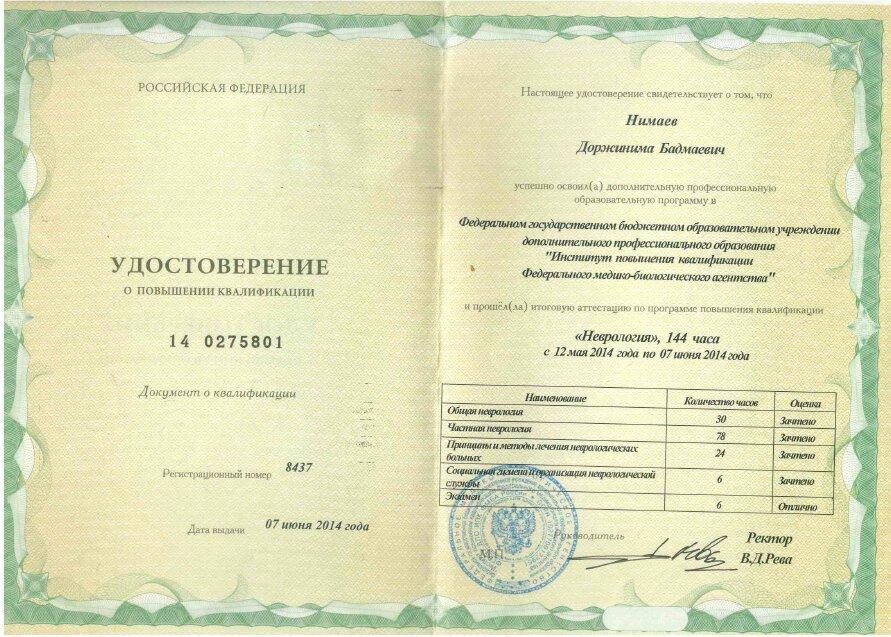 РОССИЙСКАЯ ФЕДЕРАЦИЯ
УДОСТОВЕРЕНИЕ
О ПОВЫШЕНИИ КВАЛИФИКАЦИИ
14 0275801
Документ о квалификации
Регистрационный номер 8437
Дата выдачи 07 июня 2014 года
Настоящее удостоверение свидетельствует о том, что
Нимаев
Доржинима Бадмаевич
успешно освоил(а) дополнительную профессиональную
образовательную программу в
Федеральном государственном бюджетном образовательном учреждении
дополнительного профессионального образования
"Институт повышения квалификации
Федерального медико-биологического агентства"
и прошёл(ла) итоговую аттестацию по программе повышения квалификации
«Неврология», 144 часа
с 12 мая 2014 года по 07 июня 2014 года
Наименование Количество часов Оценка
Общая неврология 30 Зачтено
Частная неврология 78 Зачтено
Принципы и методы лечения неврологических
больных 24 Зачтено
Социальная гигиена и организация неврологической
службы 6 Зачтено
Экзамен 6 Отлично
Руководитель Ректор
М.П. В.Д.Рева